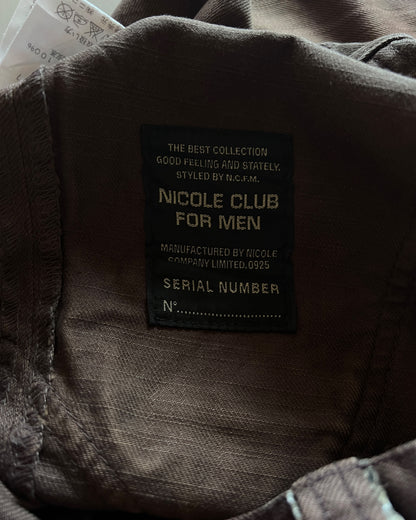 THE BEST COLLECTION
GOOD FEELING AND STATELY.
STYLED BY N.C.F.M.
NICOLE CLUB
FOR MEN
MANUFACTURED BY NICOLE
COMPANY LIMITED.0925
SERIAL NUMBER
N°..............................